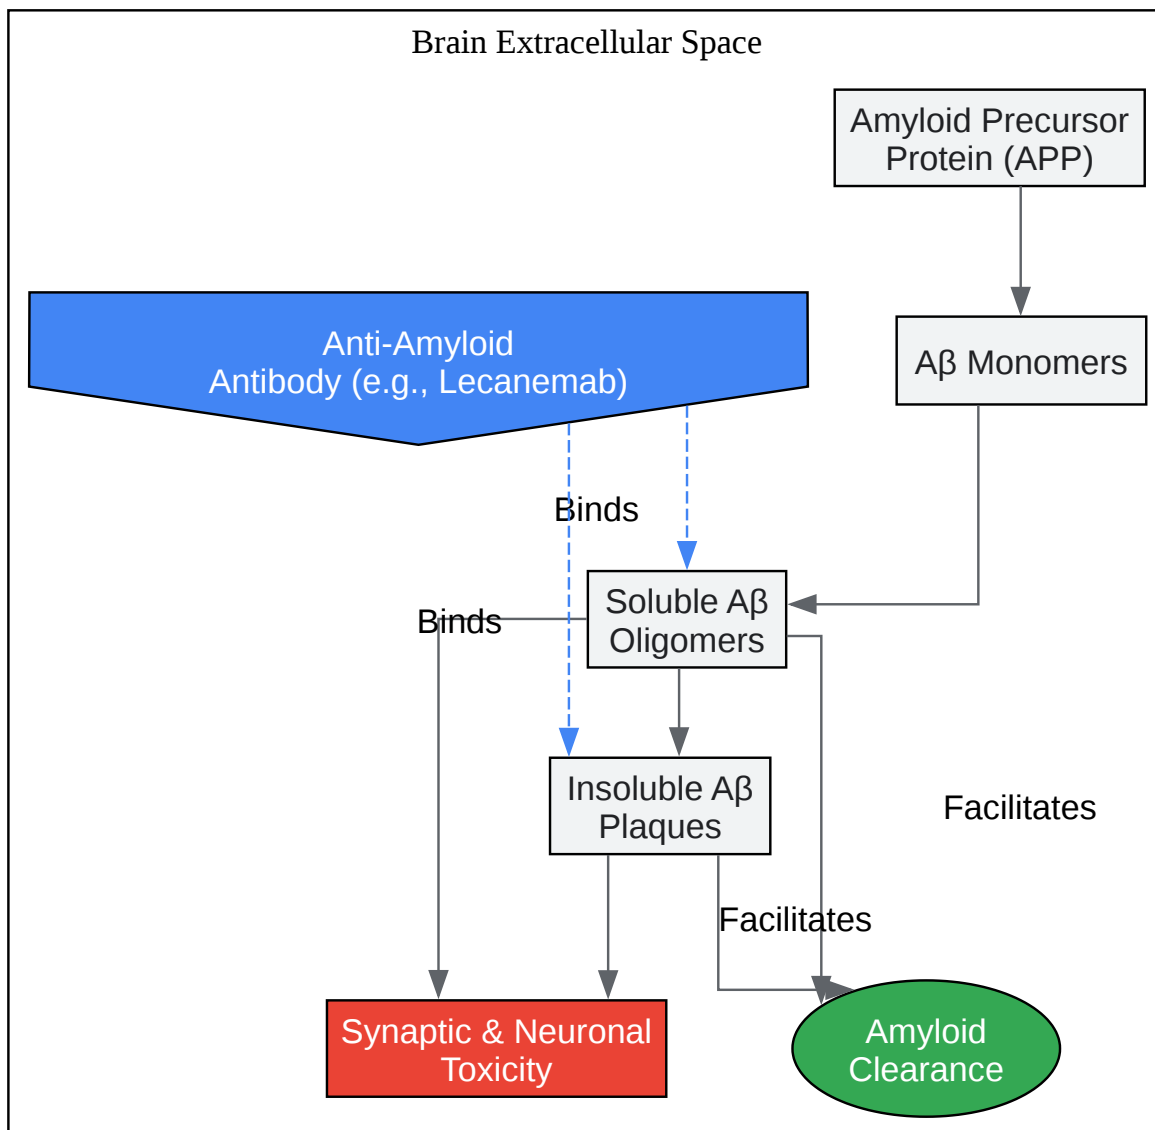 Brain Extracellular Space
Amyloid Precursor
Protein (APP)
Anti-Amyloid
Antibody (e.g., Lecanemab)
Aβ Monomers
Binds
Soluble Aβ
Oligomers
Binds
Insoluble Aβ
Plaques
Facilitates
Facilitates
Synaptic & Neuronal
Toxicity
Amyloid
Clearance